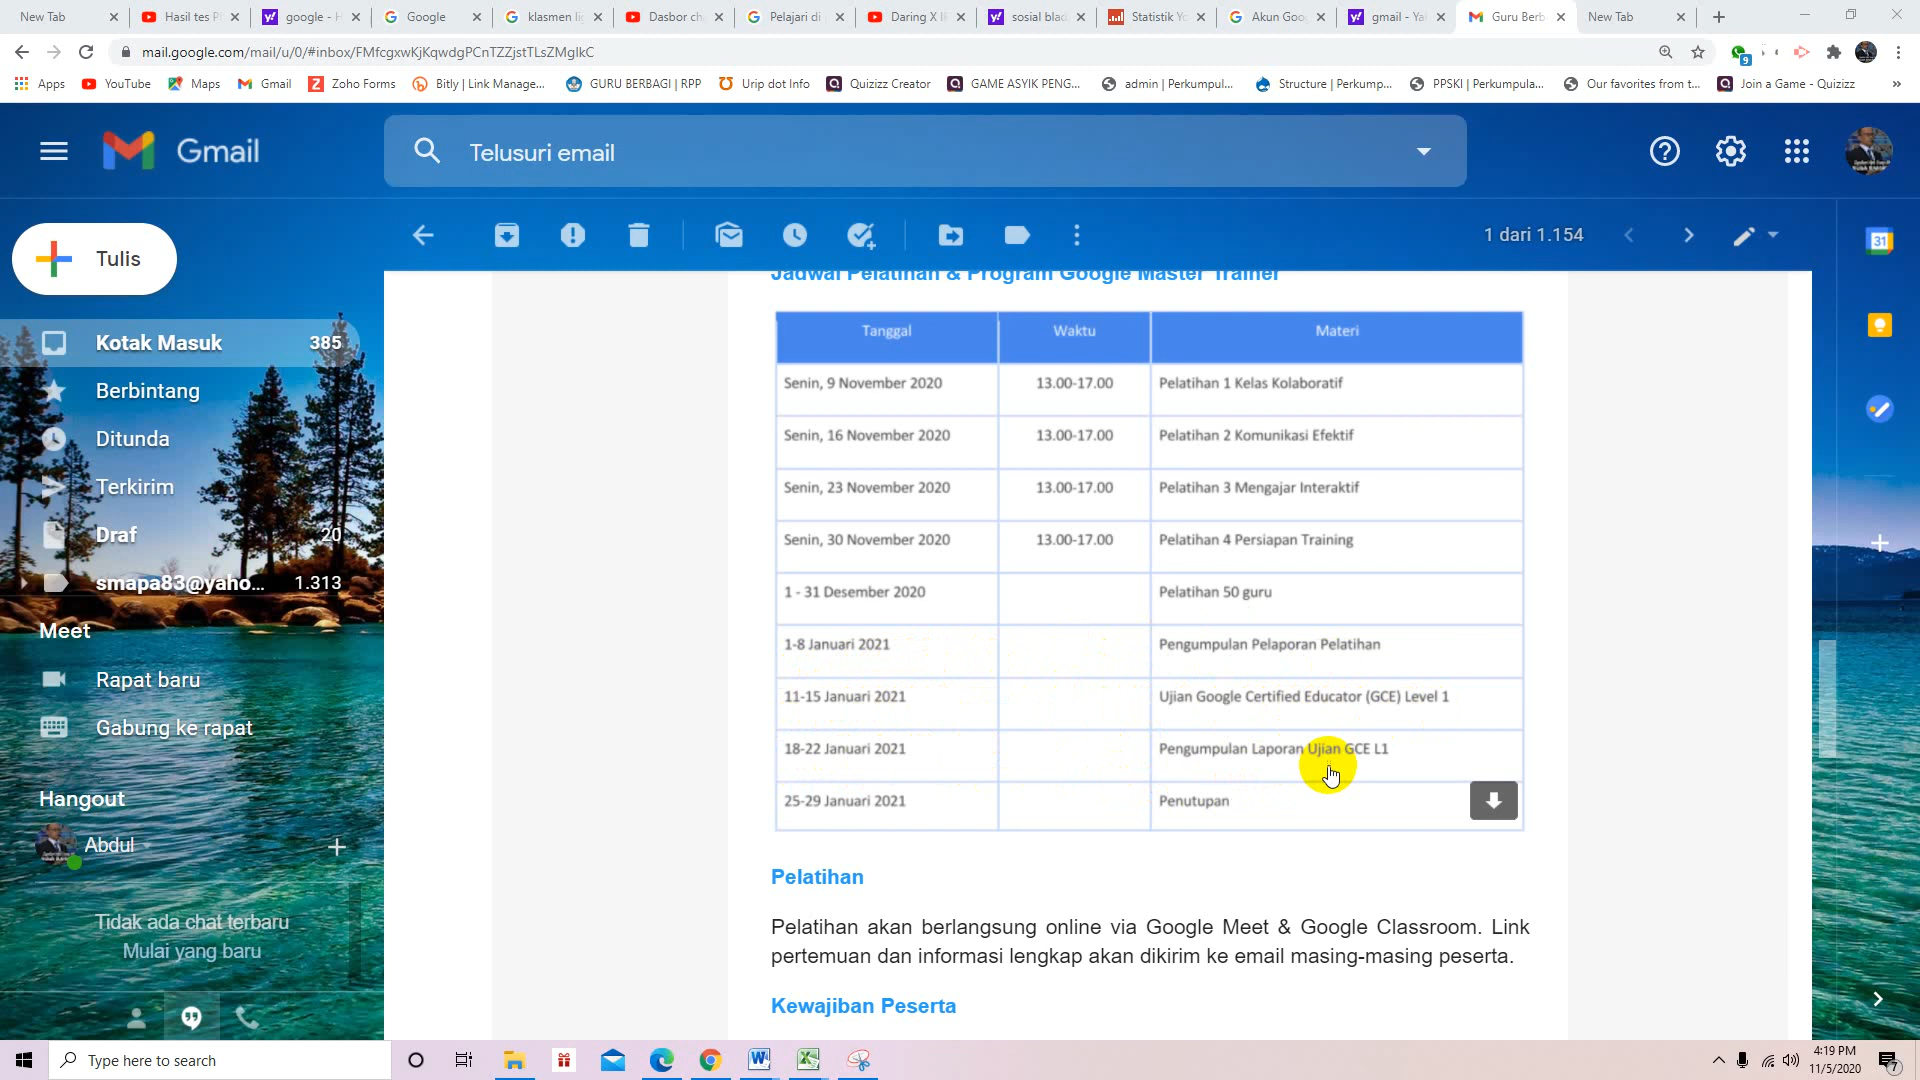 New Tab
Hasil tes P
google - H
Google
klasmen li
Dasbor ch
Pelajari di
Daring X I
sosial blad
Statistik Yo
Akun Goo
gmail - Ya
Guru Berb
New Tab
mail.google.com/mail/u/0/#inbox/FMfcgxwKjKqwdgPCnTZZjstTLsZMglkC
Apps
YouTube
Maps
Gmail
Zoho Forms
Bitly | Link Manage...
GURU BERBAGI | RPP
Urip dot Info
Quizizz Creator
GAME ASYIK PENG...
admin | Perkumpul...
Structure | Perkump...
PPSKI | Perkumpula...
Our favorites from t...
Join a Game - Quizizz
Gmail
Telusuri email
Tulis
1 dari 1.154
Kotak Masuk 385
Berbintang
Ditunda
Terkirim
Draf 20
smapa83@yaho... 1.313
Meet
Rapat baru
Gabung ke rapat
Hangout
Abdul
Tidak ada chat terbaru
Mulai yang baru
Jadwal Pelatihan & Program Google Master Trainer
Tanggal Waktu Materi
Senin, 9 November 2020 13.00-17.00 Pelatihan 1 Kelas Kolaboratif
Senin, 16 November 2020 13.00-17.00 Pelatihan 2 Komunikasi Efektif
Senin, 23 November 2020 13.00-17.00 Pelatihan 3 Mengajar Interaktif
Senin, 30 November 2020 13.00-17.00 Pelatihan 4 Persiapan Training
1 - 31 Desember 2020 Pelatihan 50 guru
1-8 Januari 2021 Pengumpulan Pelaporan Pelatihan
11-15 Januari 2021 Ujian Google Certified Educator (GCE) Level 1
18-22 Januari 2021 Pengumpulan Laporan Ujian GCE L1
25-29 Januari 2021 Penutupan
Pelatihan
Pelatihan akan berlangsung online via Google Meet & Google Classroom. Link
pertemuan dan informasi lengkap akan dikirim ke email masing-masing peserta.
Kewajiban Peserta
31
9
Type here to search
4:19 PM
11/5/2020
7